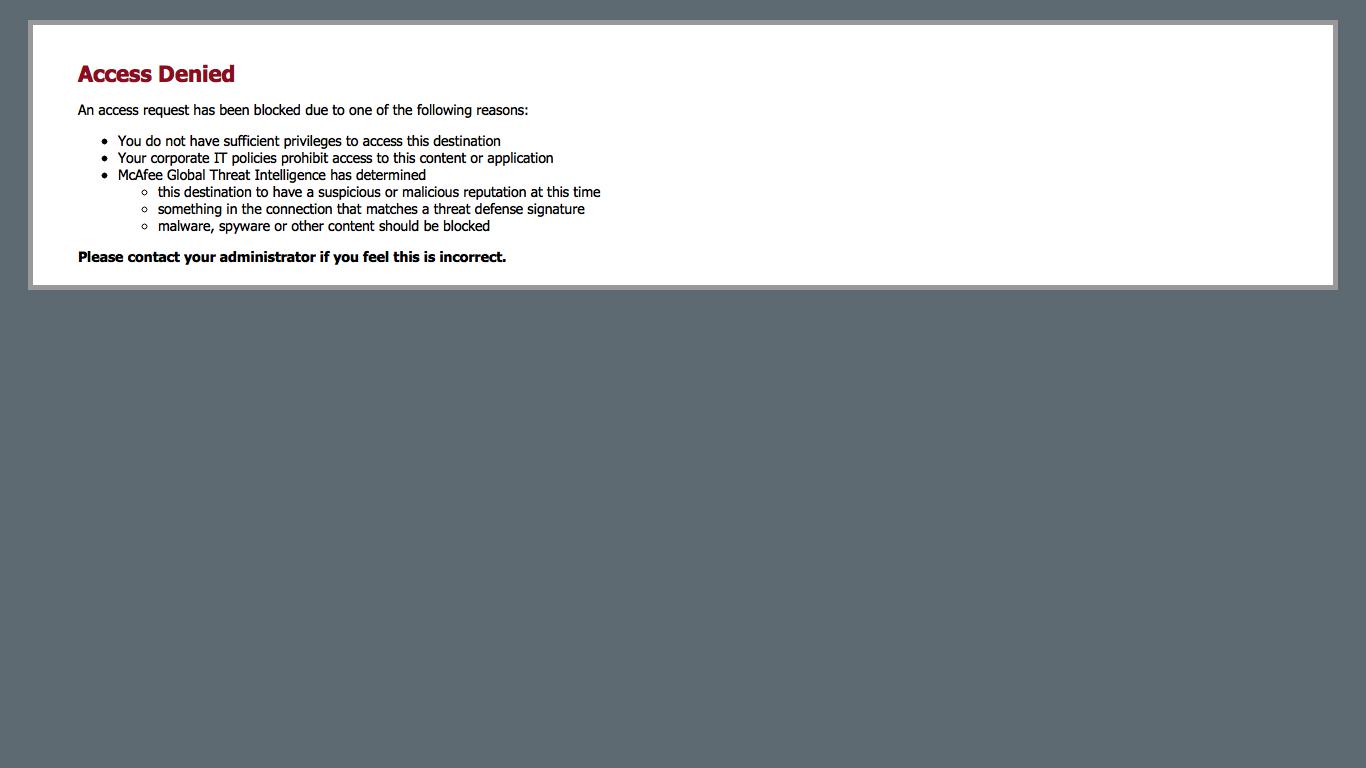 Access Denied
An access request has been blocked due to one of the following reasons:
You do not have sufficient privileges to access this destination
Your corporate IT policies prohibit access to this content or application
McAfee Global Threat Intelligence has determined
this destination to have a suspicious or malicious reputation at this time
something in the connection that matches a threat defense signature
malware, spyware or other content should be blocked
Please contact your administrator if you feel this is incorrect.